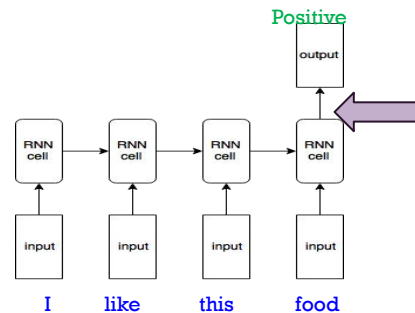 Positive
output
RNN cell RNN cell RNN cell RNN cell
input input input input
I like this food